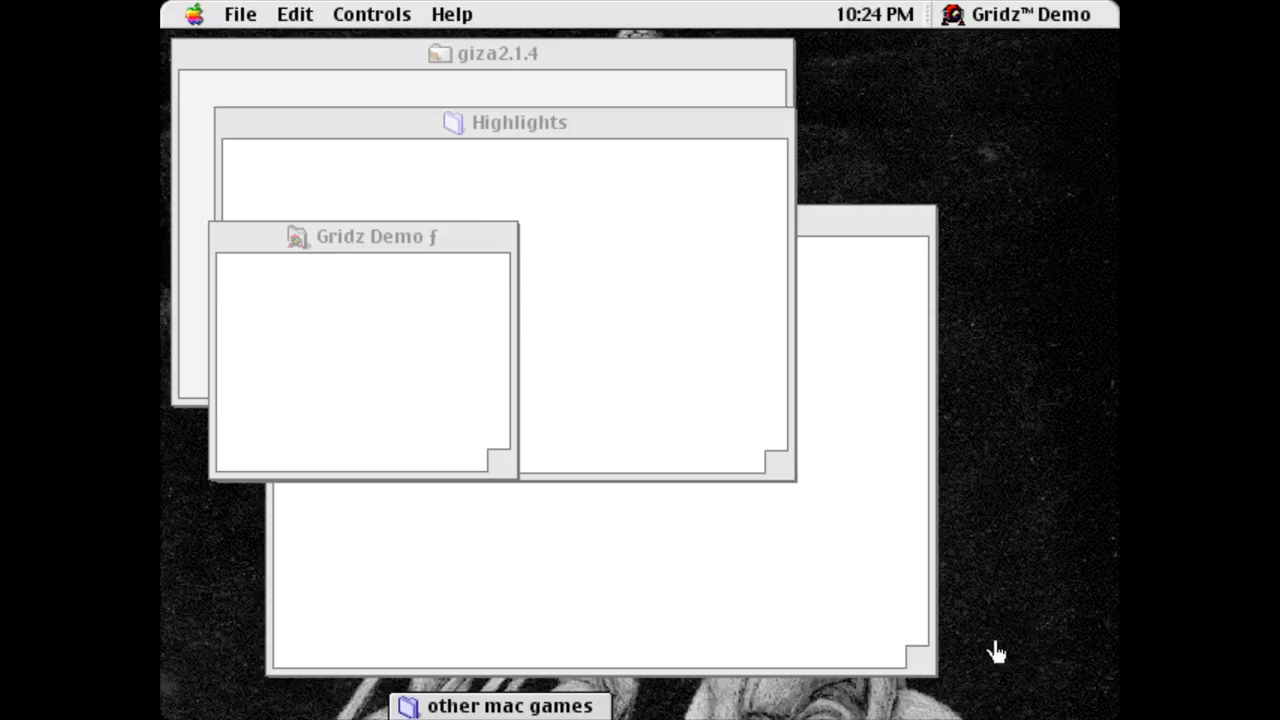 File Edit Controls Help 10:24 PM Gridz™ Demo
giza2.1.4
Highlights
Gridz Demo ƒ
other mac games